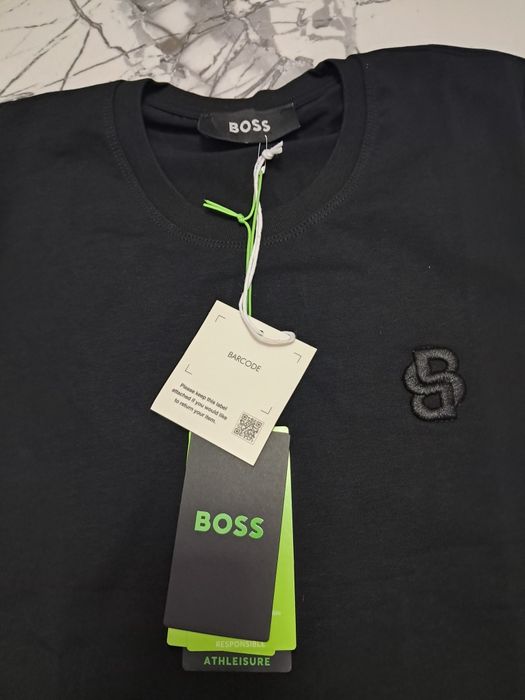 BOSS
BARCODE
Please keep this label
attached if you would like
to return your item.
BOSS
RESPONSIBLE
ATHLEISURE